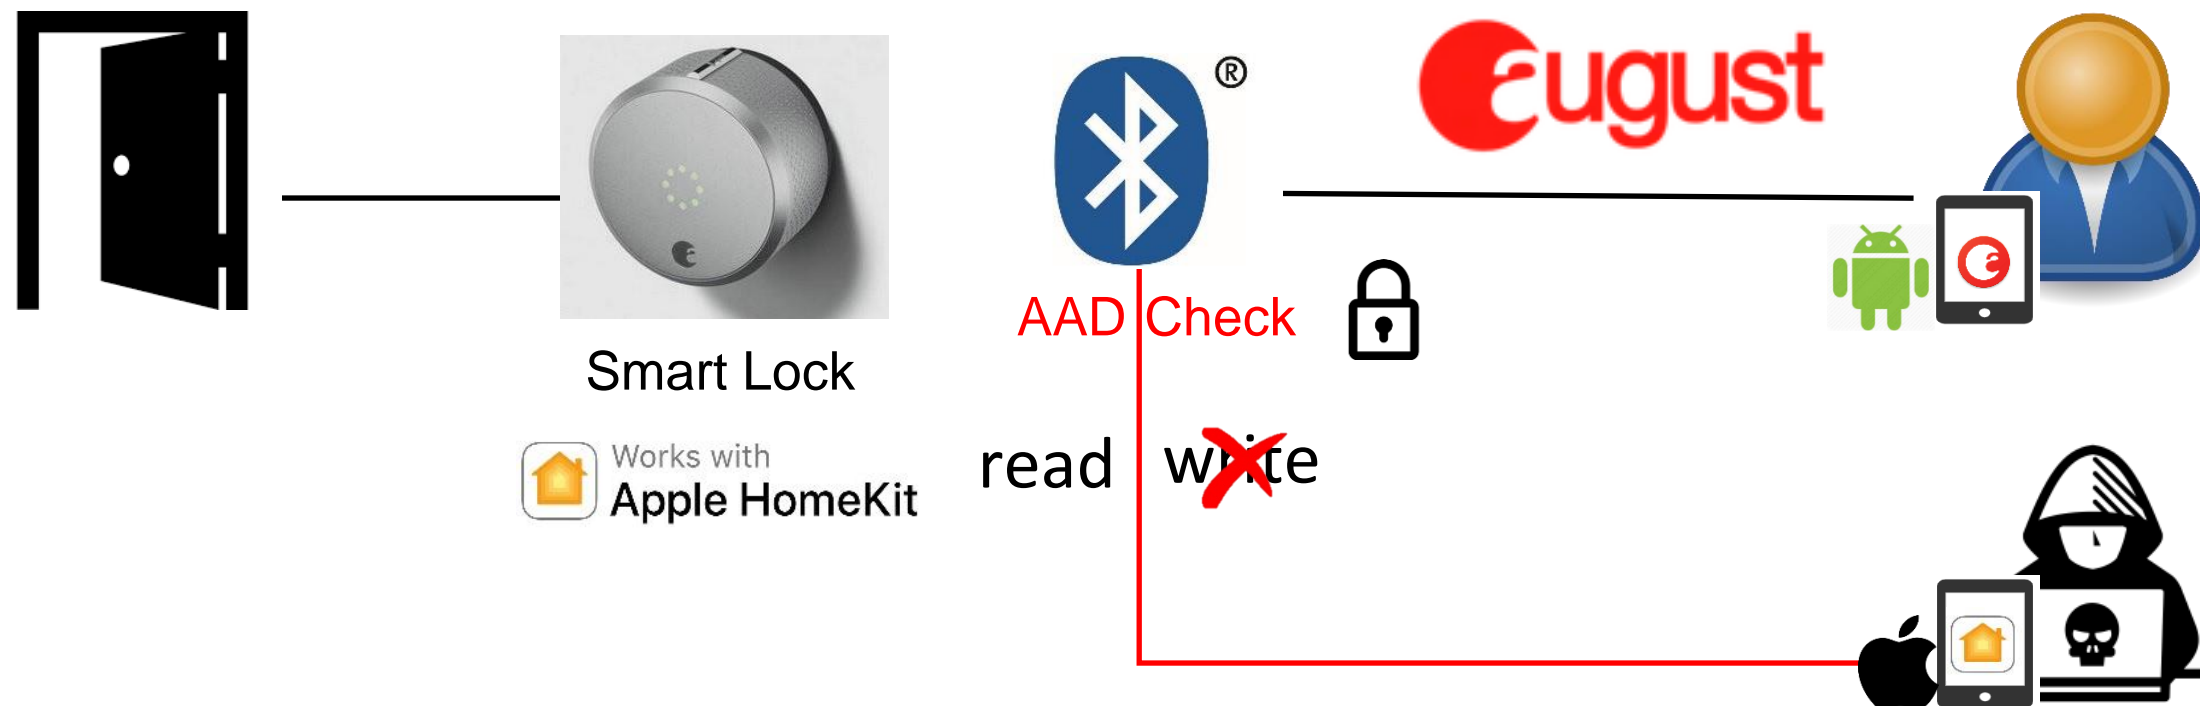 ®
august
AAD Check
Smart Lock
Works with
Apple HomeKit
read write